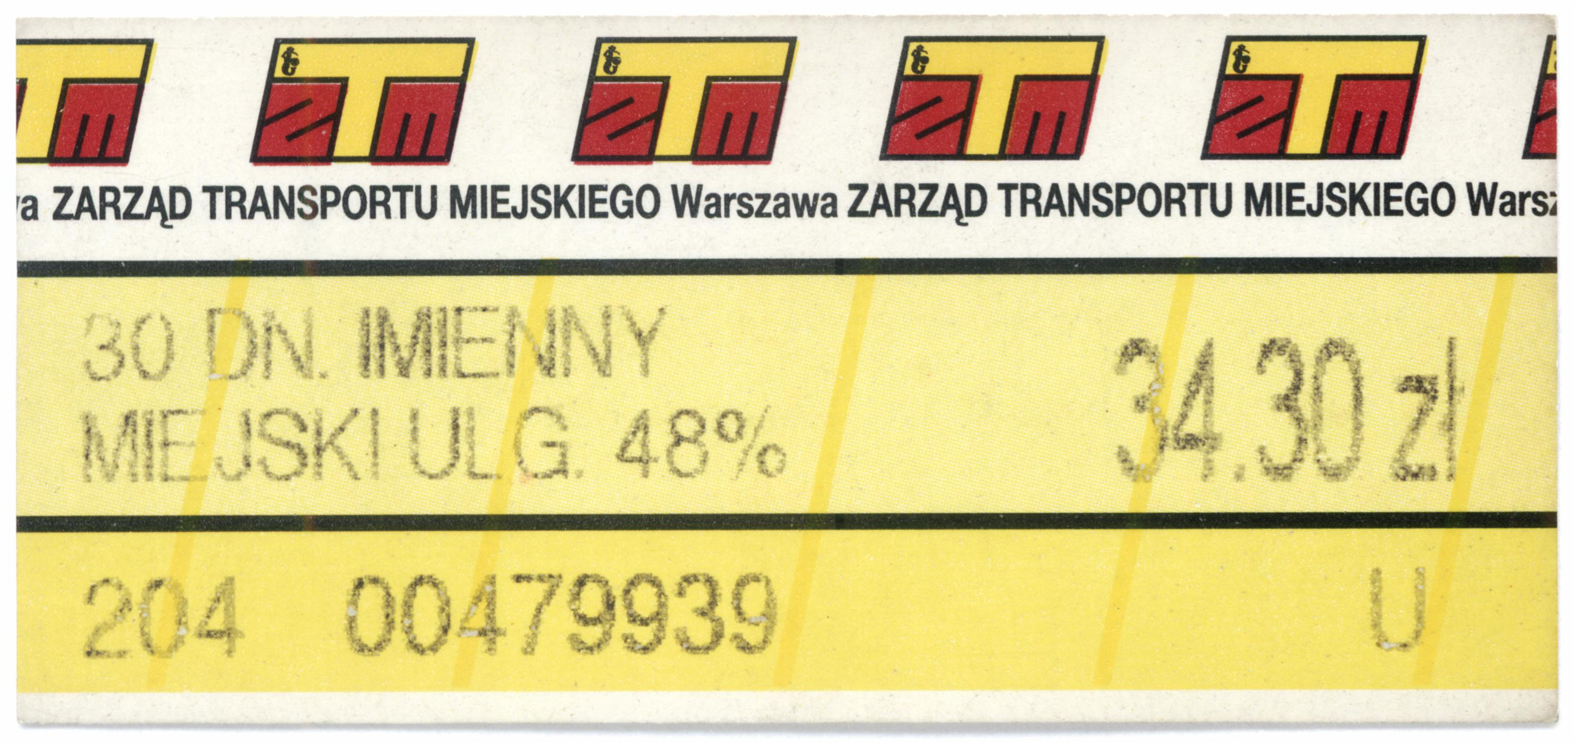 ZTM ZTM ZTM ZTM ZTM
wa ZARZĄD TRANSPORTU MIEJSKIEGO Warszawa ZARZĄD TRANSPORTU MIEJSKIEGO Warsz
30 DN. IMIENNY
MIEJSKI ULG. 48%
34.30 zł
204 00479939 U